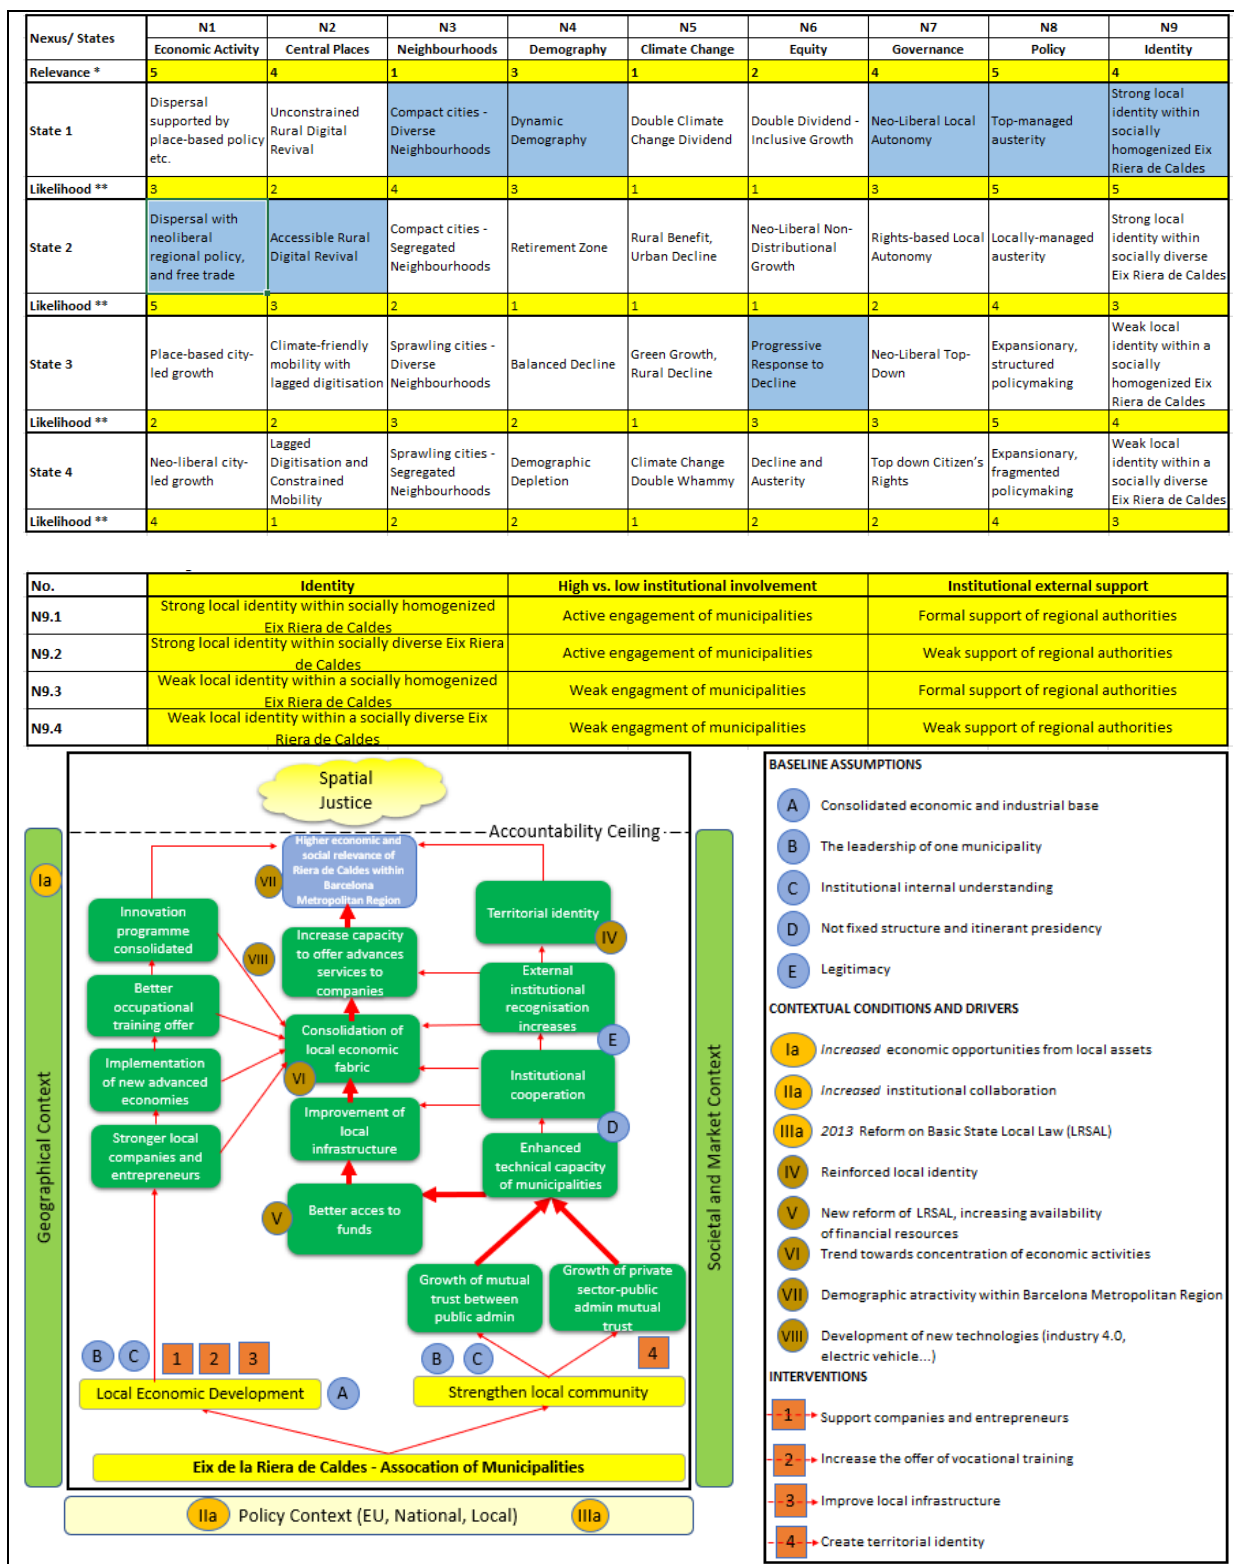 Nexus/ States N1 N2 N3 N4 N5 N6 N7 N8 N9
Economic Activity Central Places Neighbourhoods Demography Climate Change Equity Governance Policy Identity
Relevance * 5 4 1 3 1 2 4 5 4
State 1
Dispersal
supported by
place-based policy
etc.
Unconstrained
Rural Digital
Revival
Compact cities -
Diverse
Neighbourhoods
Dynamic
Demography
Double Climate
Change Dividend
Double Dividend -
Inclusive Growth
Neo-Liberal Local
Autonomy
Top-managed
austerity
Strong local
identity within
socially
homogenized Eix
Riera de Caldes
Likelihood ** 3 2 4 3 1 1 3 5 5
State 2
Dispersal with
neoliberal
regional policy,
and free trade
Accessible Rural
Digital Revival
Compact cities -
Segregated
Neighbourhoods
Retirement Zone
Rural Benefit,
Urban Decline
Neo-Liberal Non-
Distributional
Growth
Rights-based Local
Autonomy
Locally-managed
austerity
Strong local
identity within
socially diverse
Eix Riera de Caldes
Likelihood ** 5 3 2 1 1 1 2 4 3
State 3
Place-based city-
led growth
Climate-friendly
mobility with
lagged digitisation
Sprawling cities -
Diverse
Neighbourhoods
Balanced Decline
Green Growth,
Rural Decline
Progressive
Response to
Decline
Neo-Liberal Top-
Down
Expansionary,
structured
policymaking
Weak local
identity within a
socially
homogenized Eix
Riera de Caldes
Likelihood ** 2 2 3 2 1 3 3 5 4
State 4
Neo-liberal city-
led growth
Lagged
Digitisation and
Constrained
Mobility
Sprawling cities -
Segregated
Neighbourhoods
Demographic
Depletion
Climate Change
Double Whammy
Decline and
Austerity
Top down Citizen's
Rights
Expansionary,
fragmented
policymaking
Weak local
identity within a
socially diverse
Eix Riera de Caldes
Likelihood ** 4 1 2 2 1 1 2 4 3
No. Identity High vs. low institutional involvement Institutional external support
N9.1
Strong local identity within socially homogenized
Eix Riera de Caldes
Active engagement of municipalities
Formal support of regional authorities
N9.2
Strong local identity within socially diverse Eix Riera
de Caldes
Active engagement of municipalities
Weak support of regional authorities
N9.3
Weak local identity within a socially homogenized
Eix Riera de Caldes
Weak engagment of municipalities
Formal support of regional authorities
N9.4
Weak local identity within a socially diverse Eix
Riera de Caldes
Weak engagment of municipalities
Weak support of regional authorities
Spatial
Justice
Accountability Ceiling
Geographical Context
Ia
Higher economic and
social relevance of
Riera de Caldes within
Barcelona
Metropolitan Region
VII
Innovation
programme
consolidated
Increase capacity
to offer advances
services to
companies
VIII
Territorial identity
IV
Better
occupational
training offer
External
institutional
recognisation
increases
E
Consolidation of
local economic
fabric
VI
Implementation
of new advanced
economies
Institutional
cooperation
D
Improvement of
local
infrastructure
Stronger local
companies and
entrepreneurs
Enhanced
technical capacity
of municipalities
Better acces to
funds
V
Growth of mutual
trust between
public admin
Growth of private
sector-public
admin mutual
trust
B C 1 2 3
B C 4
Local Economic Development A
Strengthen local community
Eix de la Riera de Caldes - Assocation of Municipalities
IIa Policy Context (EU, National, Local) IIIa
Societal and Market Context
BASELINE ASSUMPTIONS
A Consolidated economic and industrial base
B The leadership of one municipality
C Institutional internal understanding
D Not fixed structure and itinerant presidency
E Legitimacy
CONTEXTUAL CONDITIONS AND DRIVERS
Ia Increased economic opportunities from local assets
IIa Increased institutional collaboration
IIIa 2013 Reform on Basic State Local Law (LRSAL)
IV Reinforced local identity
V New reform of LRSAL, increasing availability
of financial resources
VI Trend towards concentration of economic activities
VII Demographic atractivity within Barcelona Metropolitan Region
VIII Development of new technologies (industry 4.0,
electric vehicle...)
INTERVENTIONS
1 Support companies and entrepreneurs
2 Increase the offer of vocational training
3 Improve local infrastructure
4 Create territorial identity